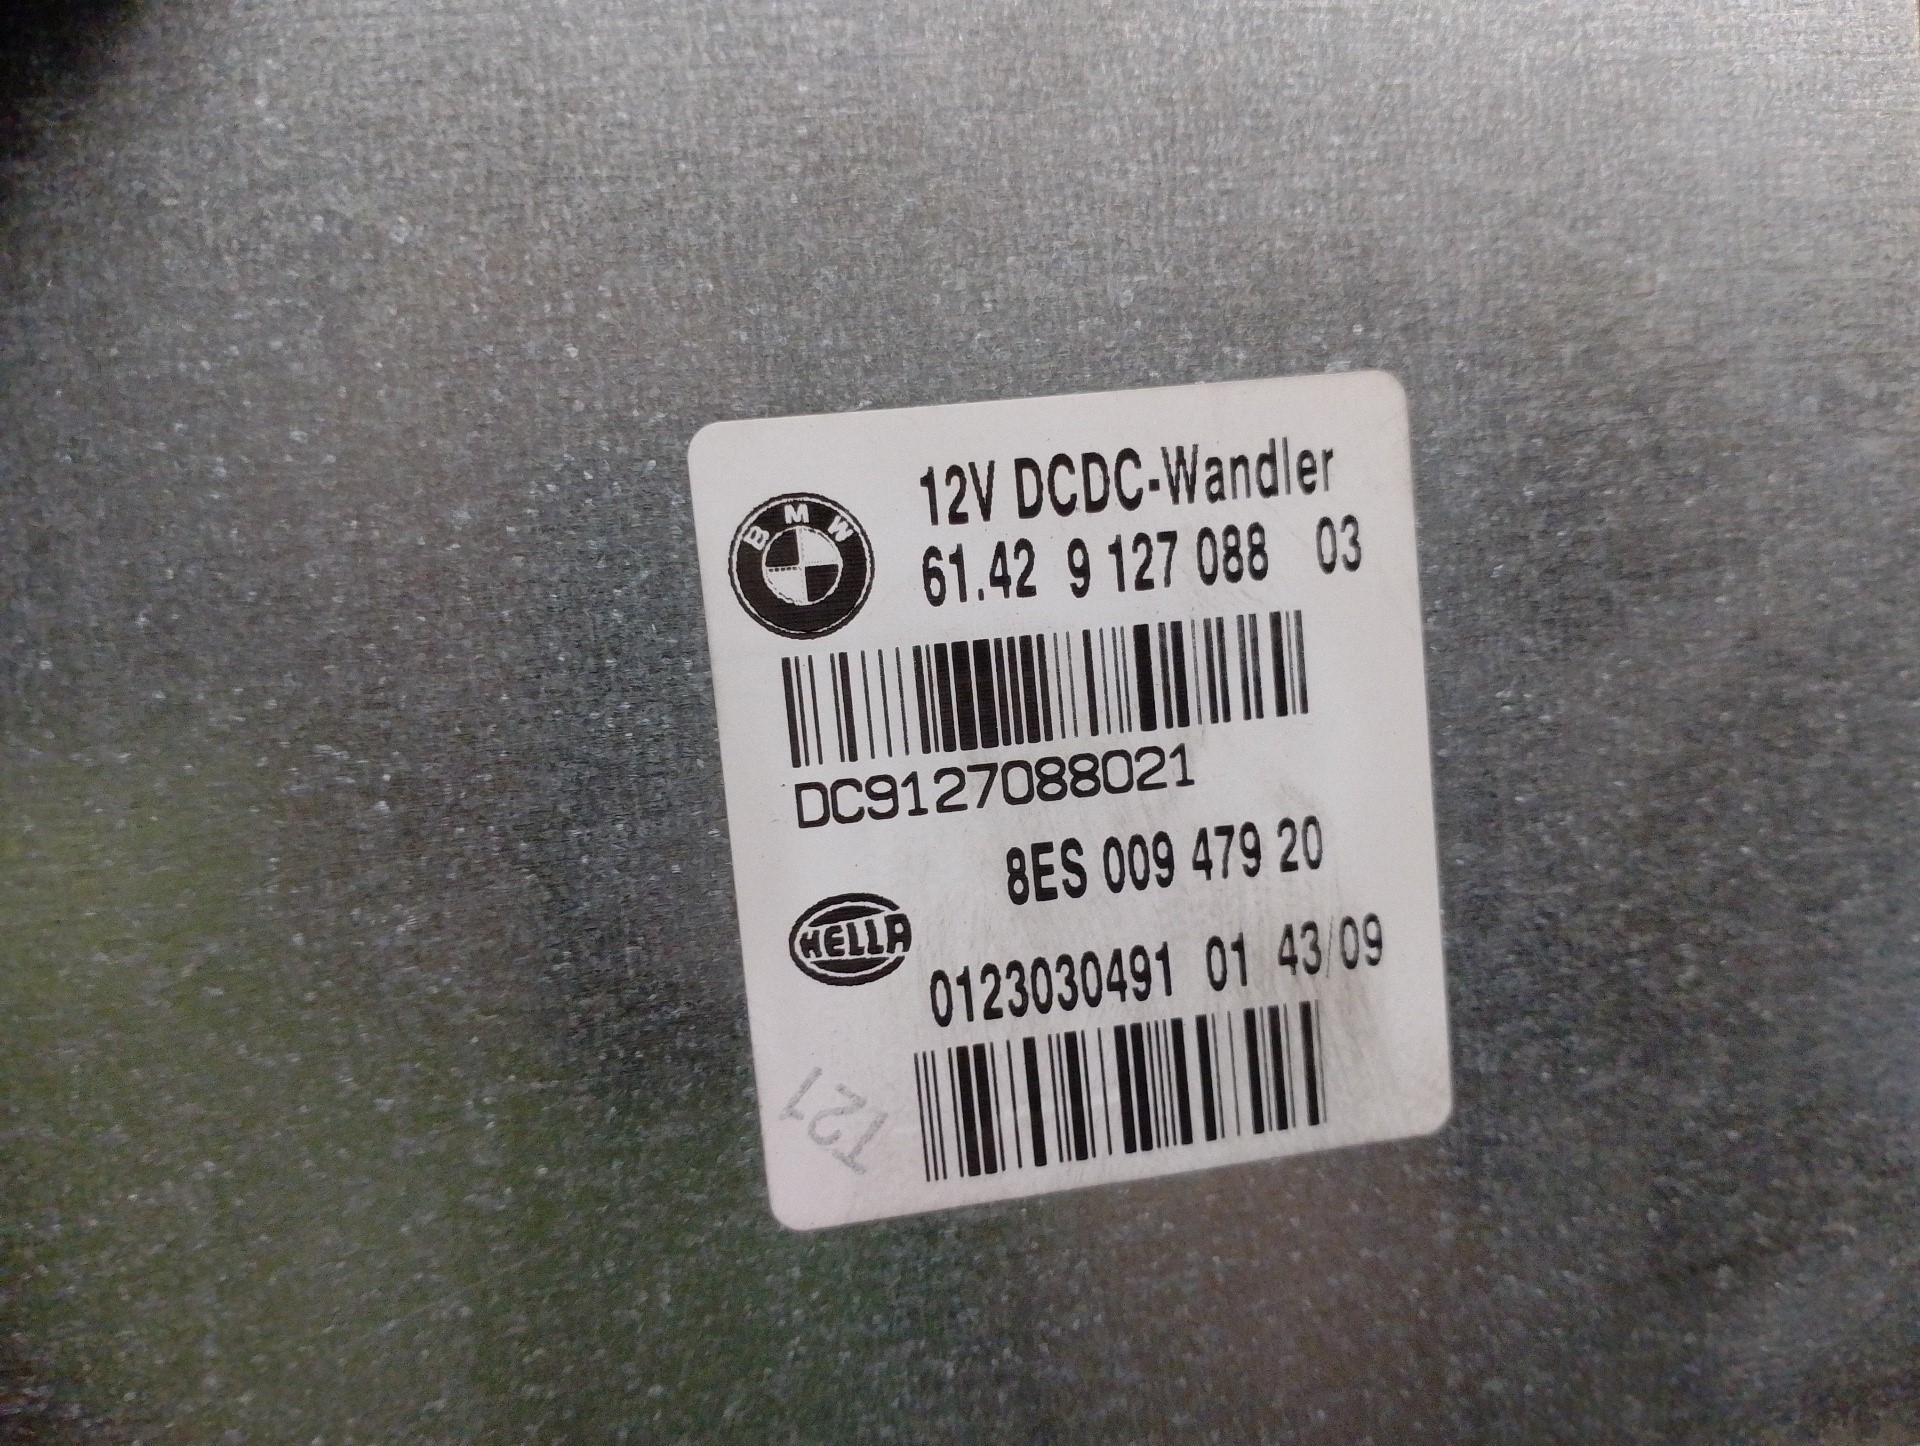 12V DCDC-Wandler
BMW
61.42 9 127 088 03
DC9127088021
8ES 009 479 20
HELLA
0123030491 01 43/09
T21